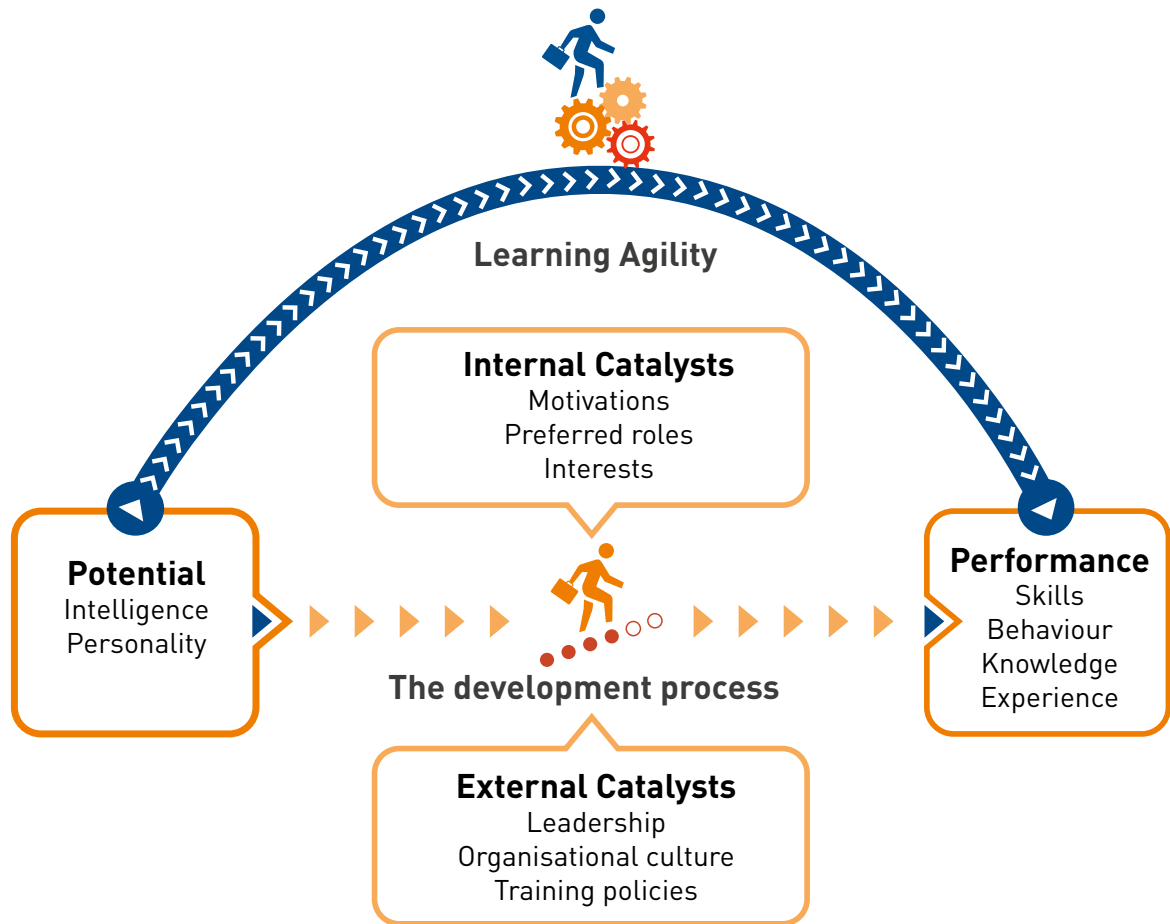 Learning Agility
Internal Catalysts
Motivations
Preferred roles
Interests
Potential
Intelligence
Personality
The development process
Performance
Skills
Behaviour
Knowledge
Experience
External Catalysts
Leadership
Organisational culture
Training policies